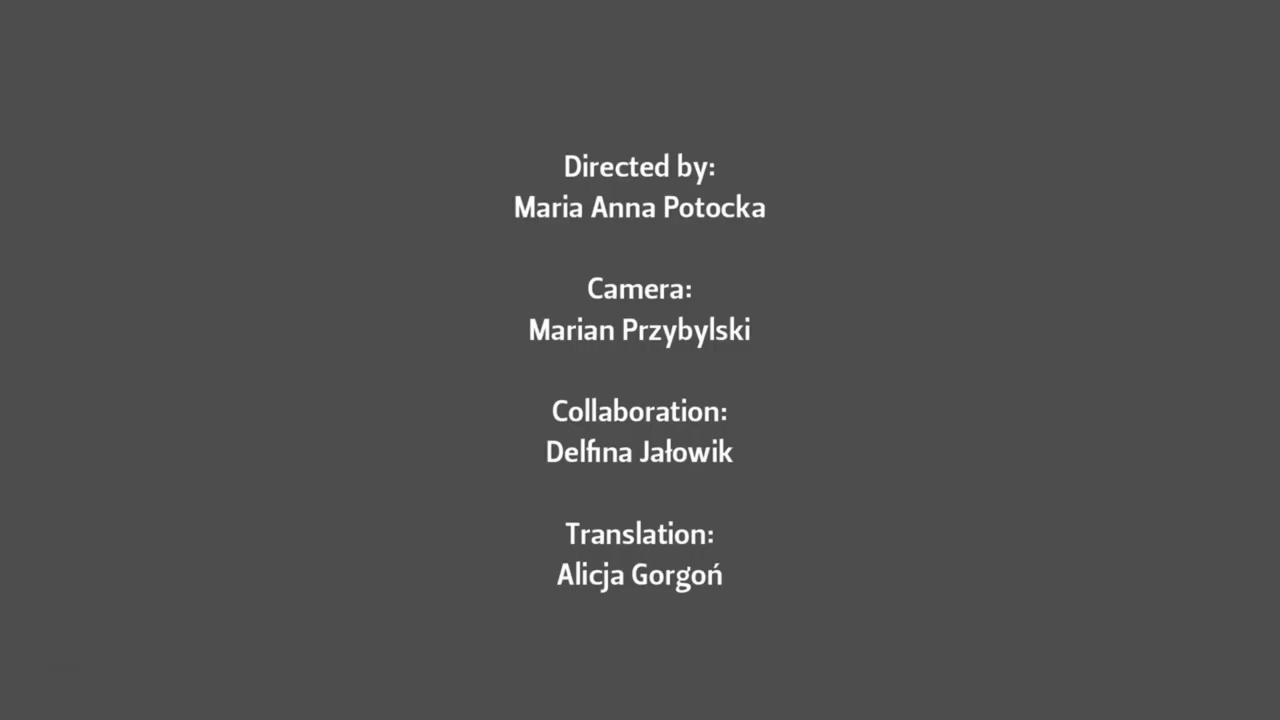 Directed by:
Maria Anna Potocka
Camera:
Marian Przybylski
Collaboration:
Delfina Jałowik
Translation:
Alicja Gorgoń